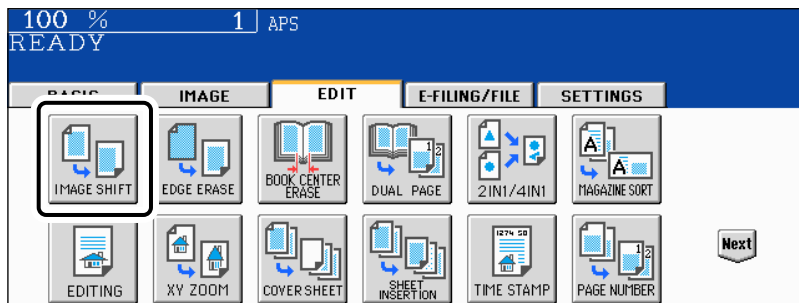 100 % 1 APS
READY
BASIC IMAGE EDIT E-FILING/FILE SETTINGS
IMAGE SHIFT
EDGE ERASE
BOOK CENTER
ERASE
DUAL PAGE
2IN1/4IN1
MAGAZINE SORT
EDITING
XY ZOOM
COVER SHEET
SHEET
INSERTION
TIME STAMP
PAGE NUMBER
Next